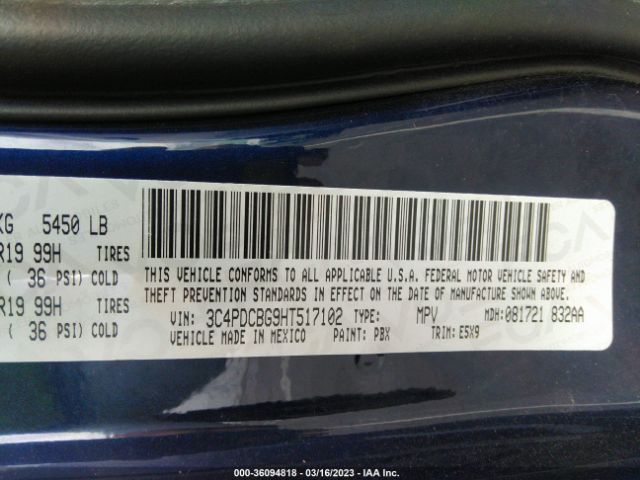 KG 5450 LB
R19 99H TIRES
( 36 PSI) COLD
R19 99H TIRES
( 36 PSI) COLD
THIS VEHICLE CONFORMS TO ALL APPLICABLE U.S.A. FEDERAL MOTOR VEHICLE SAFETY AND
THEFT PREVENTION STANDARDS IN EFFECT ON THE DATE OF MANUFACTURE SHOWN ABOVE.
VIN: 3C4PDCBG9HT517102 TYPE: MPV MDH: 081721 832AA
VEHICLE MADE IN MEXICO PAINT: PBX TRIM: E5X9
000-36094818 - 03/16/2023 - IAA Inc.